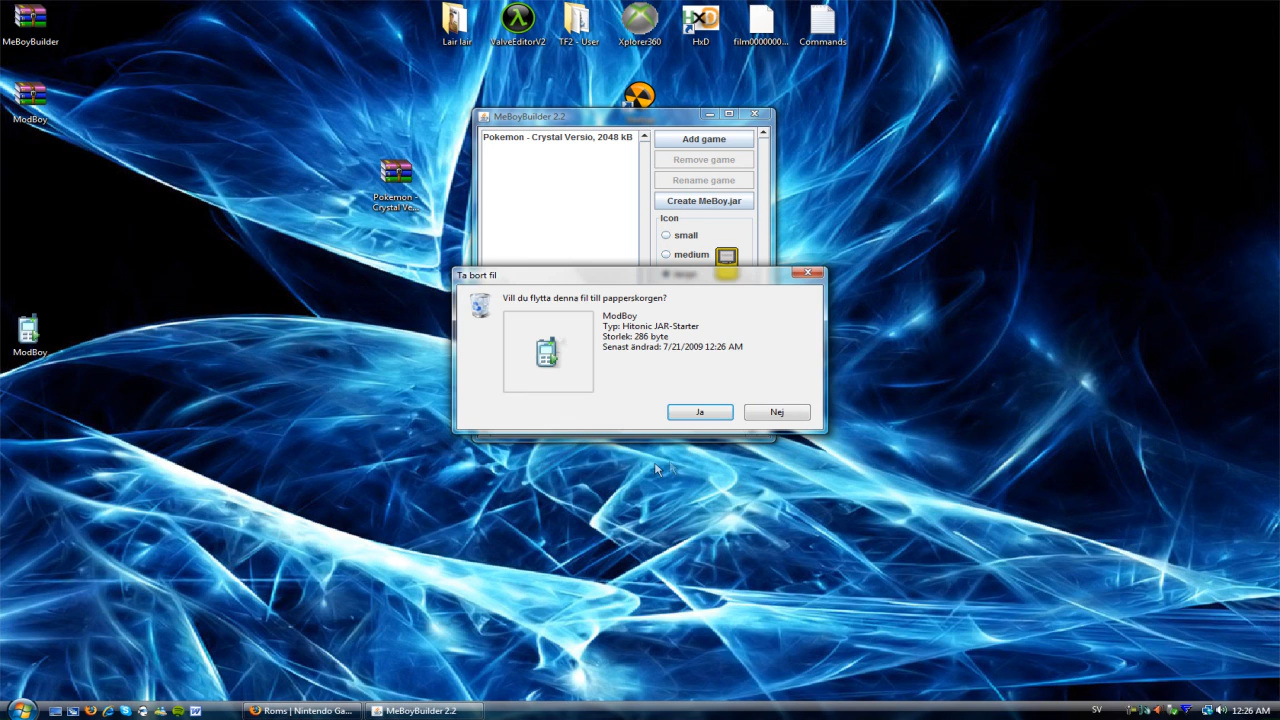 MeBoyBuilder
Lair lair
ValveEditorV2
TF2 - User
Xplorer360
HxD
film0000000...
Commands
ModBoy
Pokemon - Crystal Ve...
ModBoy
MeBoyBuilder 2.2
Pokemon - Crystal Versio, 2048 kB
Add game
Remove game
Rename game
Create MeBoy.jar
Icon
small
medium
large
Ta bort fil
Vill du flytta denna fil till papperskorgen?
ModBoy
Typ: Hitonic JAR-Starter
Storlek: 286 byte
Senast ändrad: 7/21/2009 12:26 AM
Ja
Nej
Roms | Nintendo Ga...
MeBoyBuilder 2.2
SV
12:26 AM